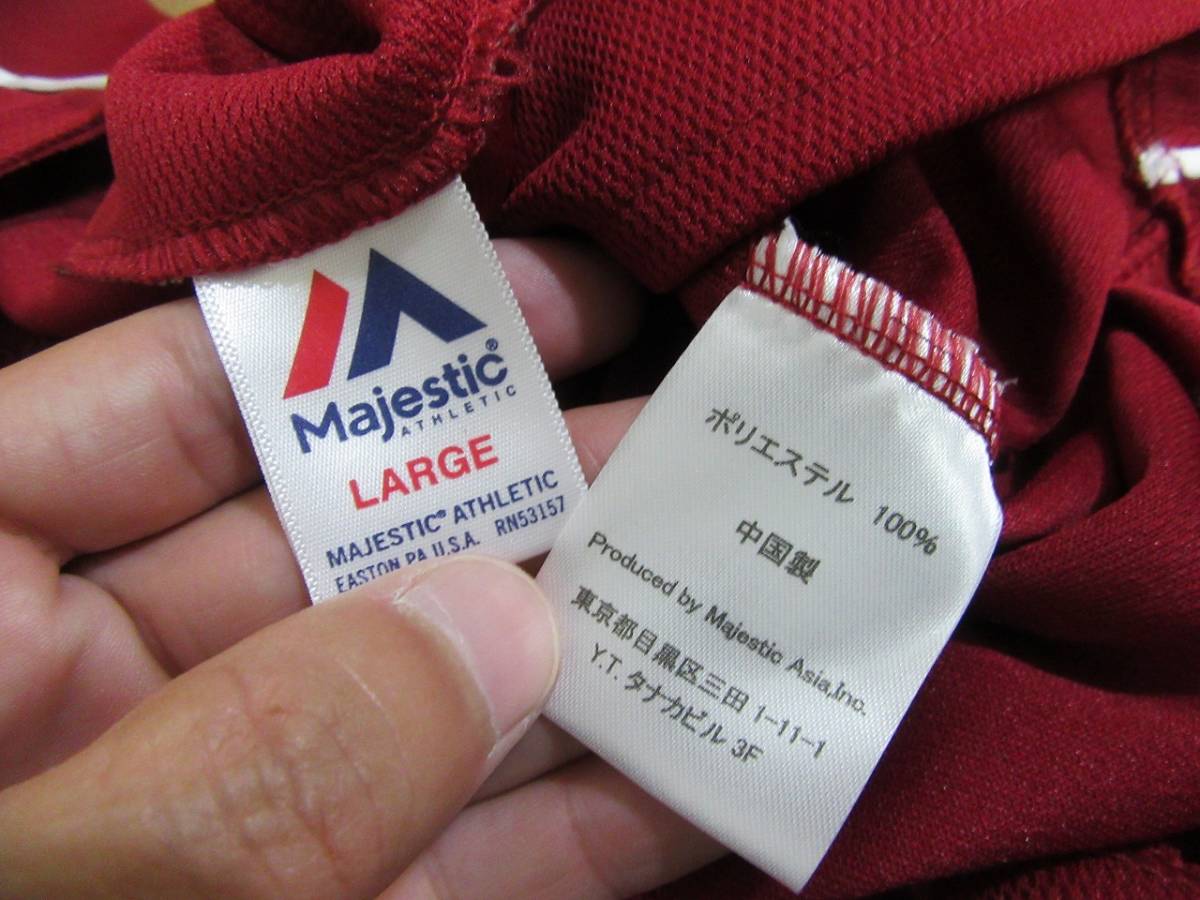 Majestic®
ATHLETIC
LARGE
MAJESTIC® ATHLETIC
EASTON PA U.S.A. RN53157
ポリエステル 100%
中国製
Produced by Majestic Asia,Inc.
東京都目黒区三田 1-11-1
Y.T. タナカビル 3F